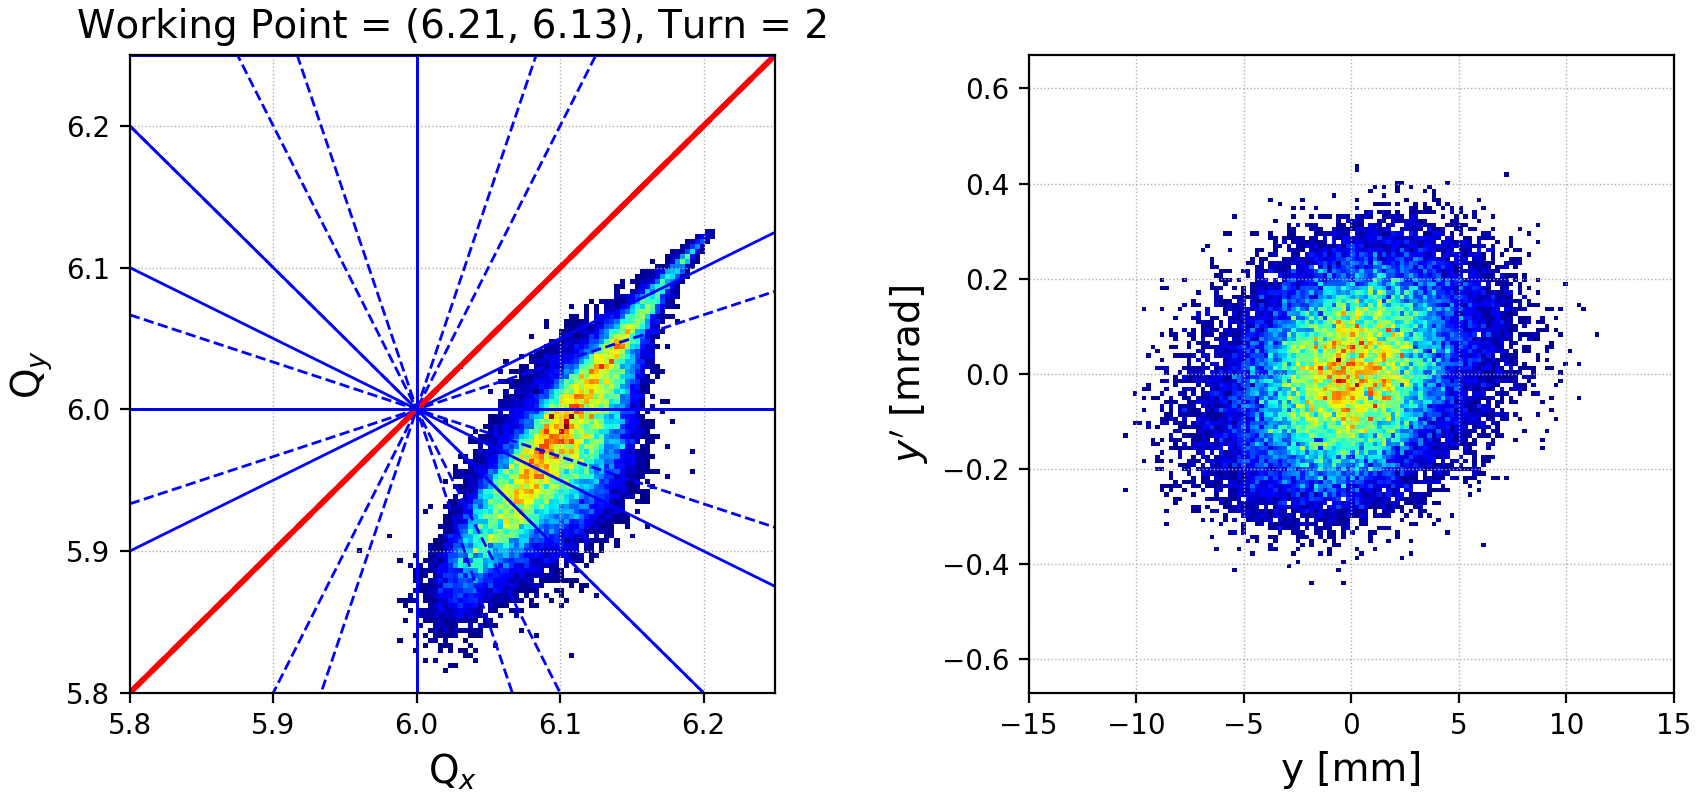 Working Point = (6.21, 6.13), Turn = 2
6.2
6.1
6.0
5.9
5.8
Qy
5.8 5.9 6.0 6.1 6.2
Qx
0.6
0.4
0.2
0.0
−0.2
−0.4
−0.6
y′ [mrad]
−15 −10 −5 0 5 10 15
y [mm]